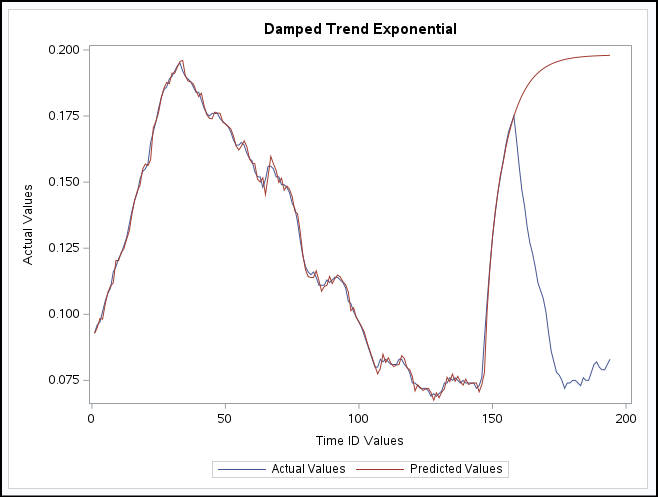 Damped Trend Exponential
0.200
0.175
0.150
0.125
0.100
0.075
Actual Values
0 50 100 150 200
Time ID Values
Actual Values Predicted Values